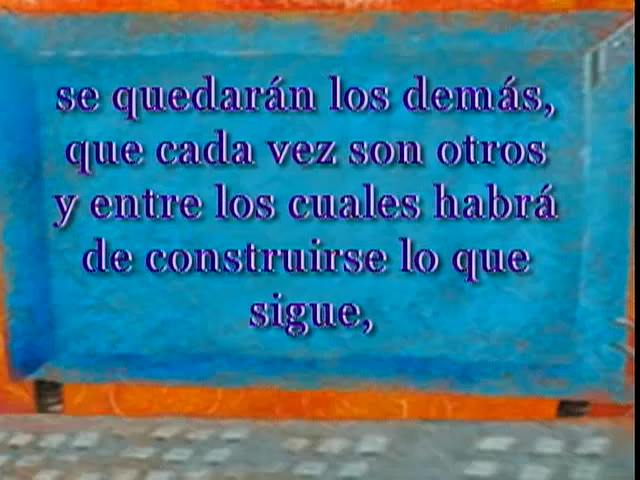 se quedarán los demás,
que cada vez son otros
y entre los cuales habrá
de construirse lo que
sigue,